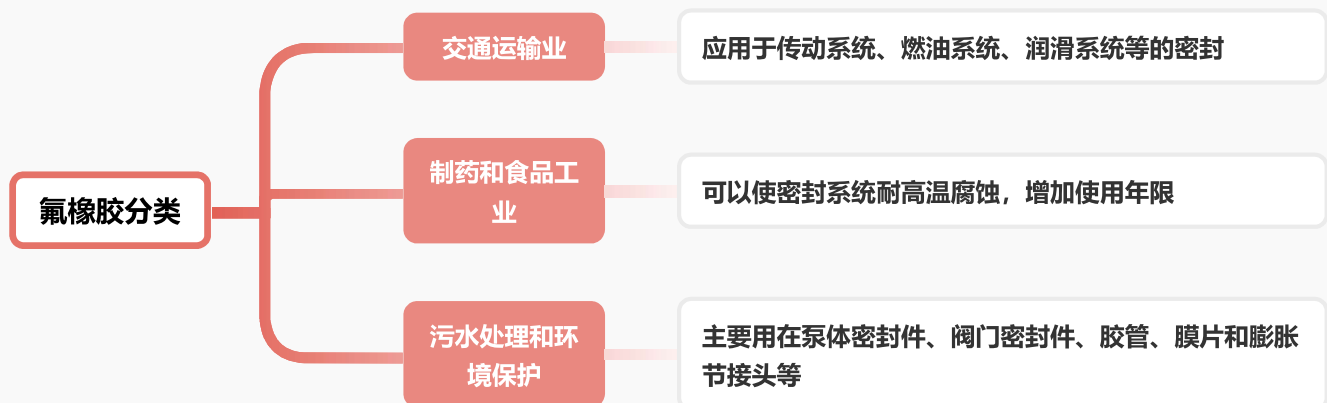 氟橡胶分类
交通运输业
应用于传动系统、燃油系统、润滑系统等的密封
制药和食品工
业
可以使密封系统耐高温腐蚀，增加使用年限
污水处理和环
境保护
主要用在泵体密封件、阀门密封件、胶管、膜片和膨胀
节接头等